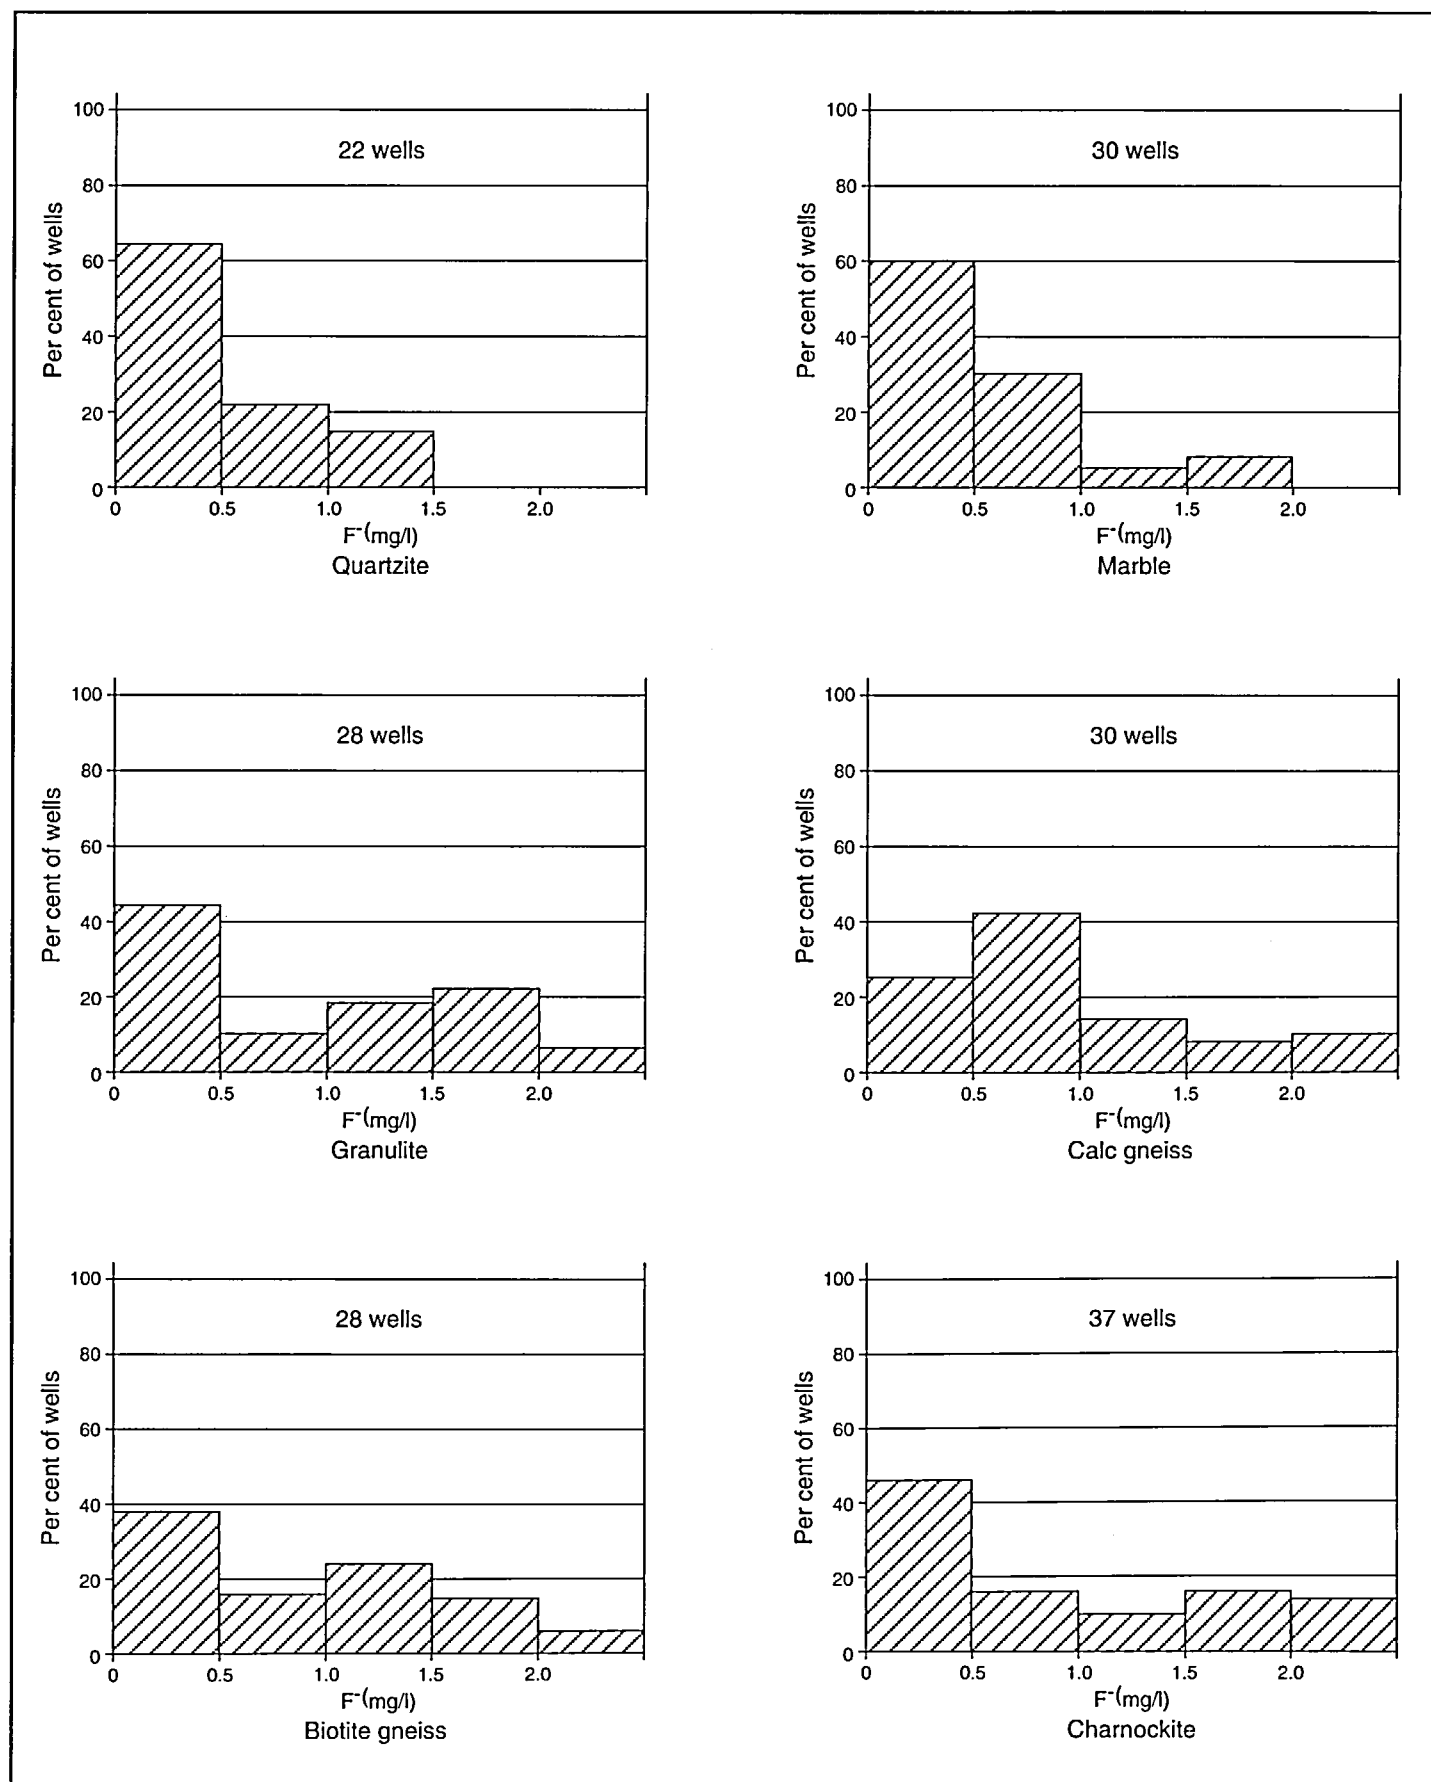 100
22 wells
80
60
40
20
0
Per cent of wells
0 0.5 1.0 1.5 2.0
F⁻(mg/l)
Quartzite
100
30 wells
80
60
40
20
0
Per cent of wells
0 0.5 1.0 1.5 2.0
F⁻(mg/l)
Marble
100
28 wells
80
60
40
20
0
Per cent of wells
0 0.5 1.0 1.5 2.0
F⁻(mg/l)
Granulite
100
30 wells
80
60
40
20
0
Per cent of wells
0 0.5 1.0 1.5 2.0
F⁻(mg/l)
Calc gneiss
100
28 wells
80
60
40
20
0
Per cent of wells
0 0.5 1.0 1.5 2.0
F⁻(mg/l)
Biotite gneiss
100
37 wells
80
60
40
20
0
Per cent of wells
0 0.5 1.0 1.5 2.0
F⁻(mg/l)
Charnockite